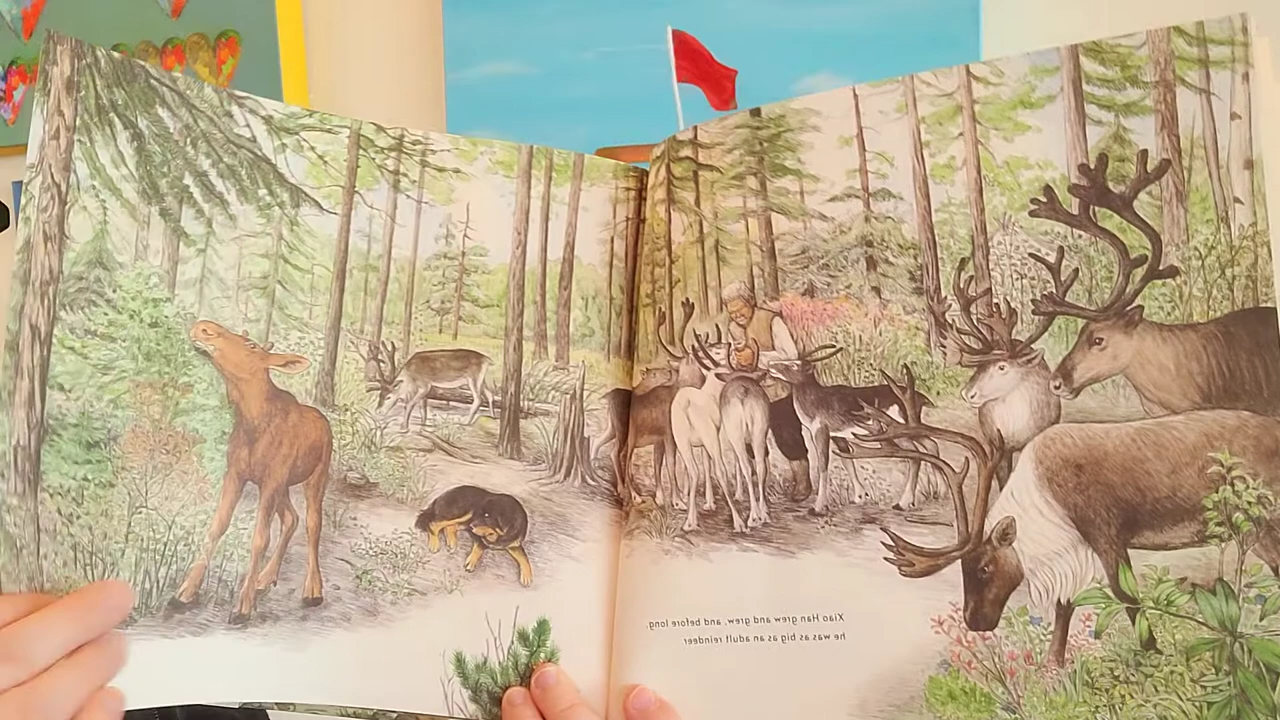 Xiao Han grew and grew, and before long,
he was as big as an adult reindeer.